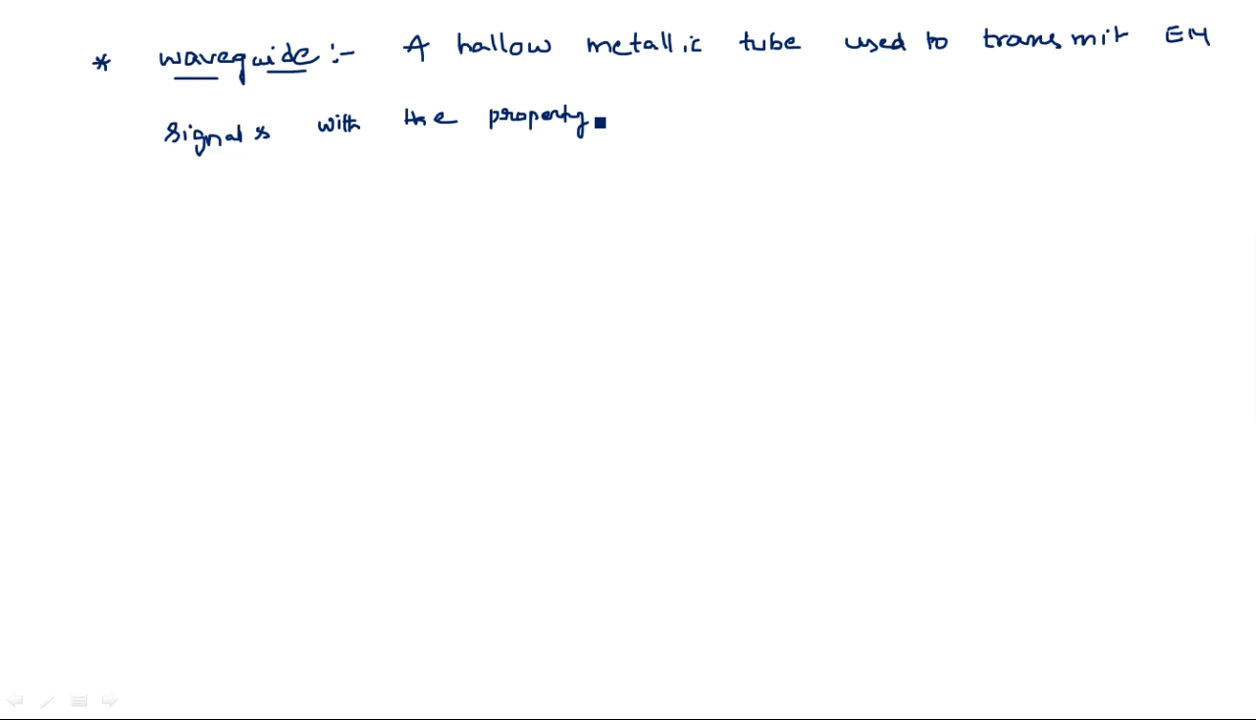 * waveguide :- A hallow metallic tube used to transmit EM
signals with the property